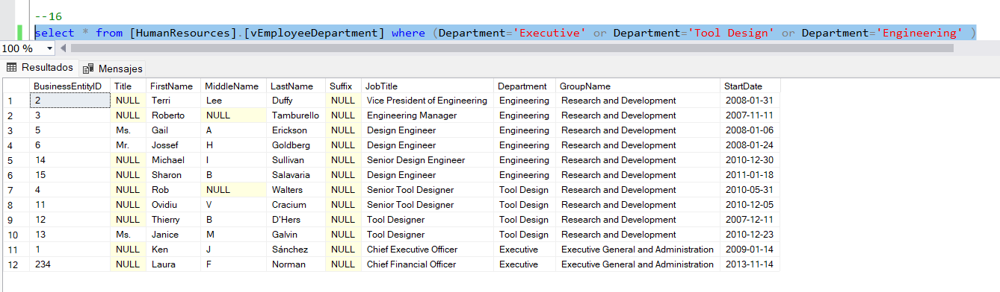 --16
select * from [HumanResources].[vEmployeeDepartment] where (Department='Executive' or Department='Tool Design' or Department='Engineering' )
100 %
Resultados Mensajes
BusinessEntityID Title FirstName MiddleName LastName Suffix JobTitle Department GroupName StartDate
1 2 NULL Terri Lee Duffy NULL Vice President of Engineering Engineering Research and Development 2008-01-31
2 3 NULL Roberto NULL Tamburello NULL Engineering Manager Engineering Research and Development 2007-11-11
3 5 Ms. Gail A Erickson NULL Design Engineer Engineering Research and Development 2008-01-06
4 6 Mr. Jossef H Goldberg NULL Design Engineer Engineering Research and Development 2008-01-24
5 14 NULL Michael I Sullivan NULL Senior Design Engineer Engineering Research and Development 2010-12-30
6 15 NULL Sharon B Salavaria NULL Design Engineer Engineering Research and Development 2011-01-18
7 4 NULL Rob NULL Walters NULL Senior Tool Designer Tool Design Research and Development 2010-05-31
8 11 NULL Ovidiu V Cracium NULL Senior Tool Designer Tool Design Research and Development 2010-12-05
9 12 NULL Thierry B D'Hers NULL Tool Designer Tool Design Research and Development 2007-12-11
10 13 Ms. Janice M Galvin NULL Tool Designer Tool Design Research and Development 2010-12-23
11 1 NULL Ken J Sánchez NULL Chief Executive Officer Executive Executive General and Administration 2009-01-14
12 234 NULL Laura F Norman NULL Chief Financial Officer Executive Executive General and Administration 2013-11-14